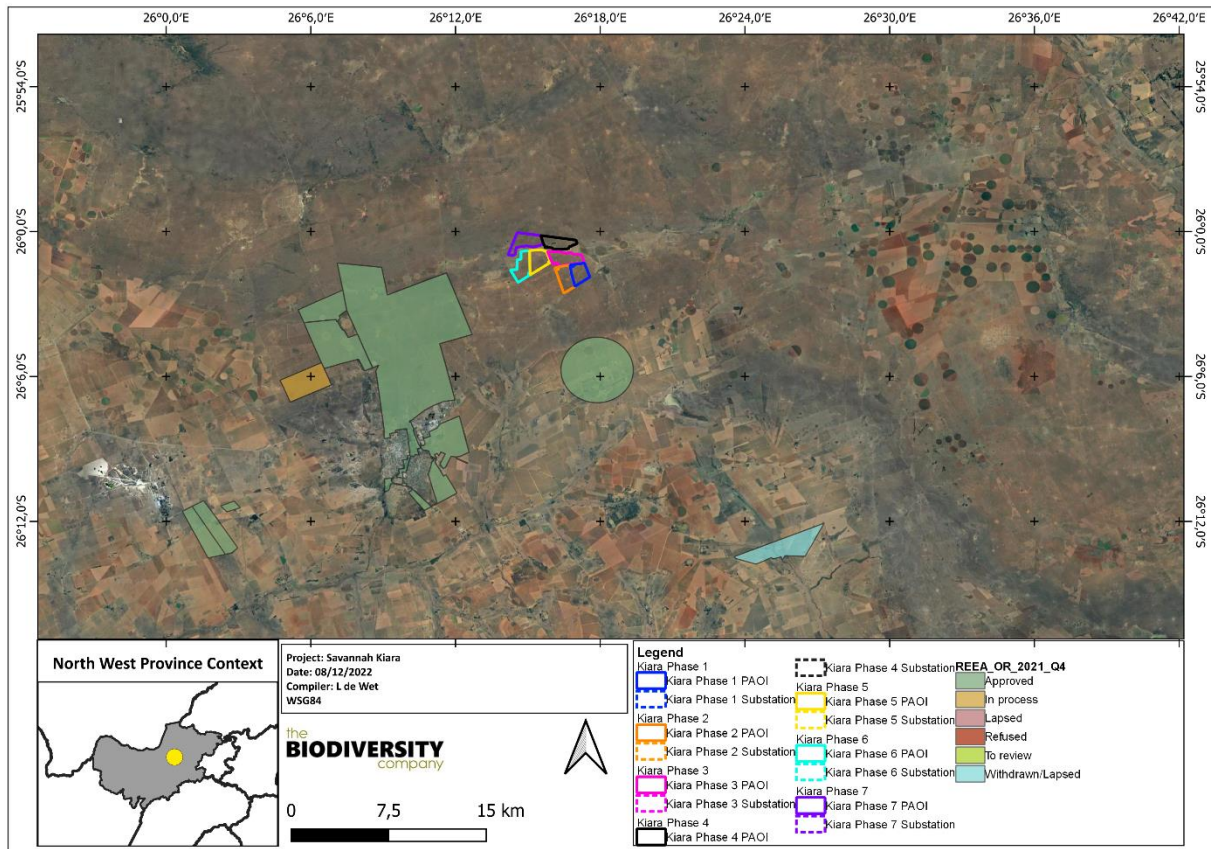 26°0,0'E 26°6,0'E 26°12,0'E 26°18,0'E 26°24,0'E 26°30,0'E 26°36,0'E 26°42,0'E
25°54,0'S 25°54,0'S
26°0,0'S 26°0,0'S
26°6,0'S 26°6,0'S
26°12,0'S 26°12,0'S
North West Province Context
Project: Savannah Kiara
Date: 08/12/2022
Compiler: L de Wet
WSG84
the
BIODIVERSITY
company
0 7,5 15 km
Legend
Kiara Phase 1
Kiara Phase 1 PAOI
Kiara Phase 1 Substation
Kiara Phase 2
Kiara Phase 2 PAOI
Kiara Phase 2 Substation
Kiara Phase 3
Kiara Phase 3 PAOI
Kiara Phase 3 Substation
Kiara Phase 4
Kiara Phase 4 PAOI
Kiara Phase 4 Substation
Kiara Phase 5
Kiara Phase 5 PAOI
Kiara Phase 5 Substation
Kiara Phase 6
Kiara Phase 6 PAOI
Kiara Phase 6 Substation
Kiara Phase 7
Kiara Phase 7 PAOI
Kiara Phase 7 Substation
REEA_OR_2021_Q4
Approved
In process
Lapsed
Refused
To review
Withdrawn/Lapsed